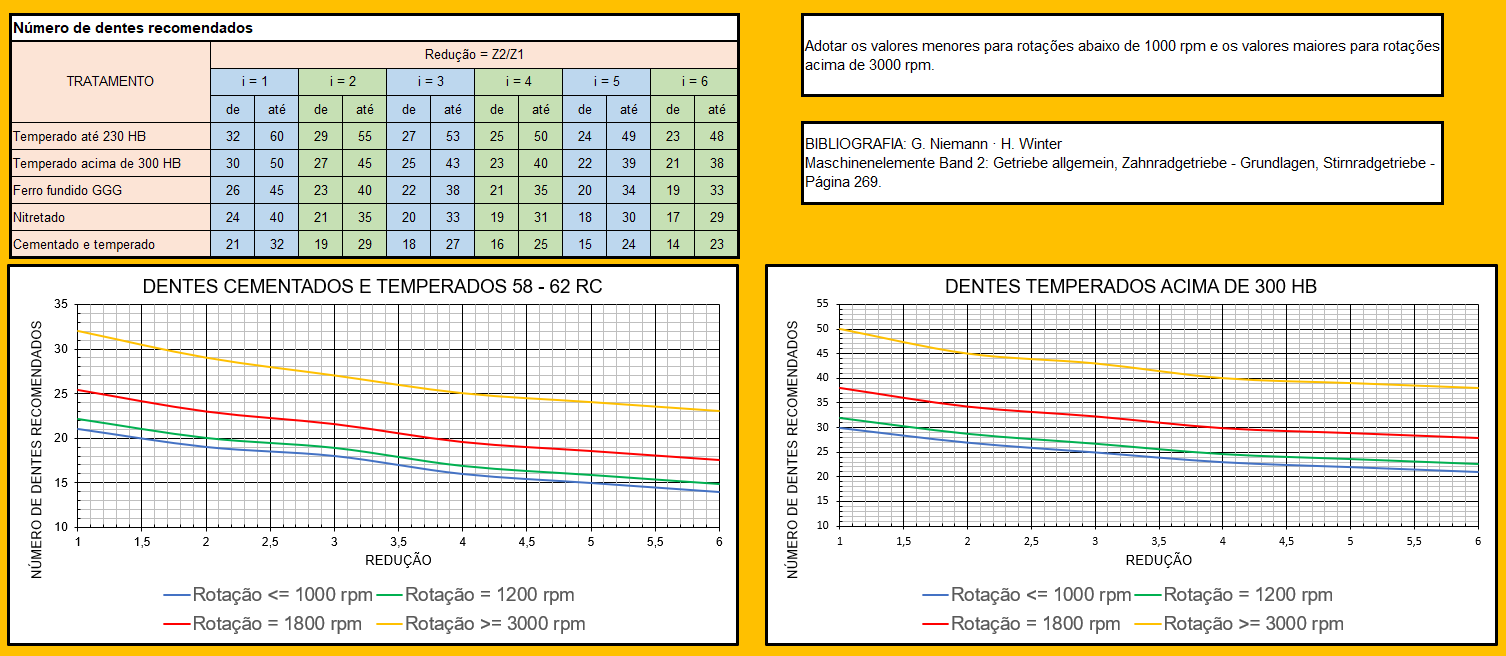 Número de dentes recomendados
TRATAMENTO
Redução = Z2/Z1
i = 1 i = 2 i = 3 i = 4 i = 5 i = 6
de até de até de até de até de até de até
Temperado até 230 HB 32 60 29 55 27 53 25 50 24 49 23 48
Temperado acima de 300 HB 30 50 27 45 25 43 23 40 22 39 21 38
Ferro fundido GGG 26 45 23 40 22 38 21 35 20 34 19 33
Nitretado 24 40 21 35 20 33 19 31 18 30 17 29
Cementado e temperado 21 32 19 29 18 27 16 25 15 24 14 23
Adotar os valores menores para rotações abaixo de 1000 rpm e os valores maiores para rotações
acima de 3000 rpm.
BIBLIOGRAFIA: G. Niemann · H. Winter
Maschinenelemente Band 2: Getriebe allgemein, Zahnradgetriebe - Grundlagen, Stirnradgetriebe -
Página 269.
DENTES CEMENTADOS E TEMPERADOS 58 - 62 RC
NÚMERO DE DENTES RECOMENDADOS
35
30
25
20
15
10
1 1,5 2 2,5 3 3,5 4 4,5 5 5,5 6
REDUÇÃO
Rotação <= 1000 rpm Rotação = 1200 rpm
Rotação = 1800 rpm Rotação >= 3000 rpm
DENTES TEMPERADOS ACIMA DE 300 HB
NÚMERO DE DENTES RECOMENDADOS
55
50
45
40
35
30
25
20
15
10
1 1,5 2 2,5 3 3,5 4 4,5 5 5,5 6
REDUÇÃO
Rotação <= 1000 rpm Rotação = 1200 rpm
Rotação = 1800 rpm Rotação >= 3000 rpm